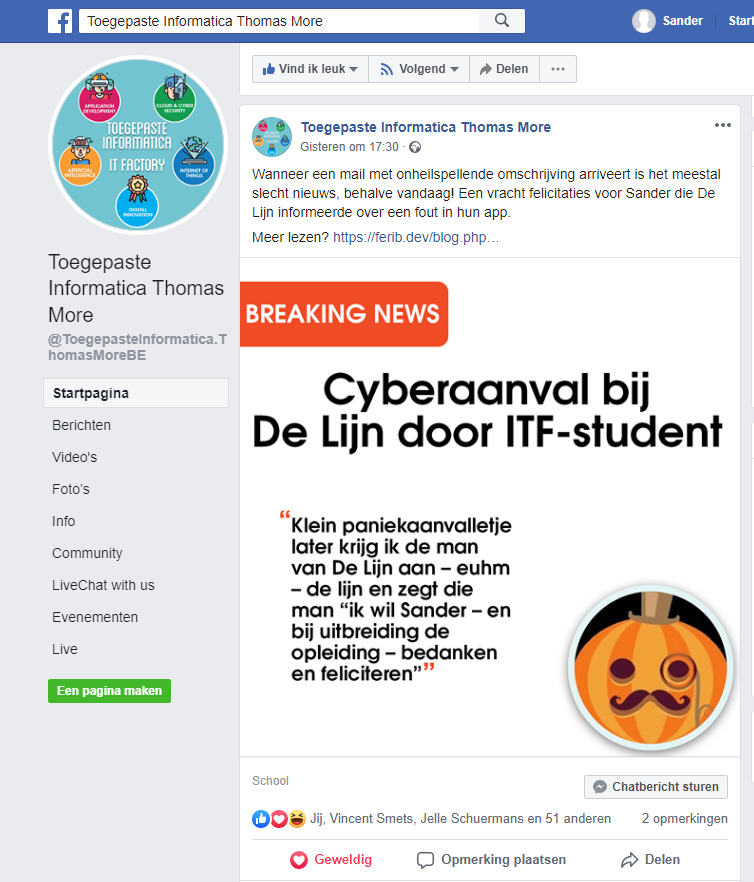 Toegepaste Informatica Thomas More
Sander
Start
APPLICATION
DEVELOPMENT
CLOUD & CYBER
SECURITY
TOEGEPASTE
INFORMATICA
IT FACTORY
ARTIFICIAL
INTELLIGENCE
INTERNET OF
THINGS
DIGITAL
INNOVATION
Toegepaste
Informatica Thomas
More
@ToegepasteInformatica.T
homasMoreBE
Startpagina
Berichten
Video's
Foto's
Info
Community
LiveChat with us
Evenementen
Live
Een pagina maken
Vind ik leuk
Volgend
Delen
Toegepaste Informatica Thomas More
Gisteren om 17:30 ·
Wanneer een mail met onheilspellende omschrijving arriveert is het meestal
slecht nieuws, behalve vandaag! Een vracht felicitaties voor Sander die De
Lijn informeerde over een fout in hun app.
Meer lezen? https://ferib.dev/blog.php…
BREAKING NEWS
Cyberaanval bij
De Lijn door ITF-student
“Klein paniekaanvalletje
later krijg ik de man
van De Lijn aan – euhm
– de lijn en zegt die
man “ik wil Sander – en
bij uitbreiding de
opleiding – bedanken
en feliciteren””
School
Chatbericht sturen
Jij, Vincent Smets, Jelle Schuermans en 51 anderen
2 opmerkingen
Geweldig
Opmerking plaatsen
Delen